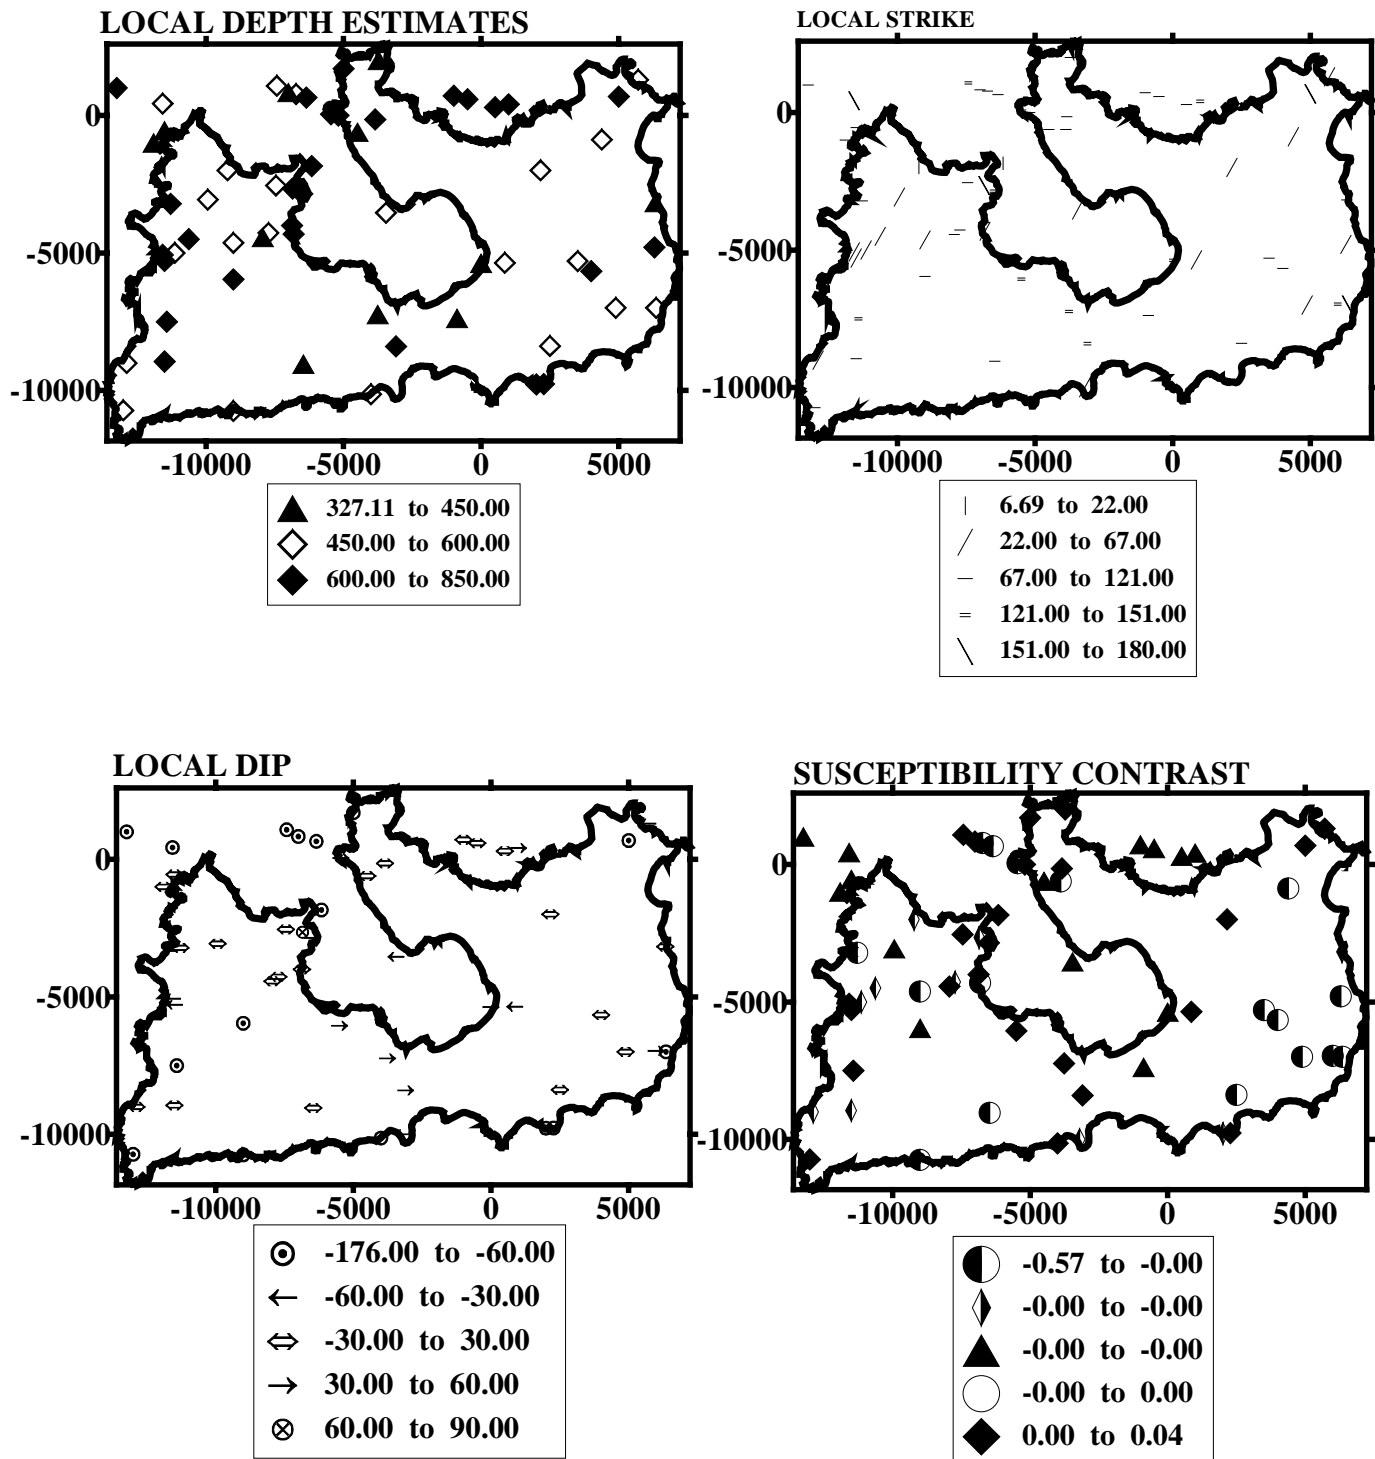 LOCAL DEPTH ESTIMATES
0
-5000
-10000
-10000 -5000 0 5000
327.11 to 450.00
450.00 to 600.00
600.00 to 850.00
LOCAL STRIKE
0
-5000
-10000
-10000 -5000 0 5000
6.69 to 22.00
22.00 to 67.00
67.00 to 121.00
121.00 to 151.00
151.00 to 180.00
LOCAL DIP
0
-5000
-10000
-10000 -5000 0 5000
-176.00 to -60.00
-60.00 to -30.00
-30.00 to 30.00
30.00 to 60.00
60.00 to 90.00
SUSCEPTIBILITY CONTRAST
0
-5000
-10000
-10000 -5000 0 5000
-0.57 to -0.00
-0.00 to -0.00
-0.00 to -0.00
-0.00 to 0.00
0.00 to 0.04